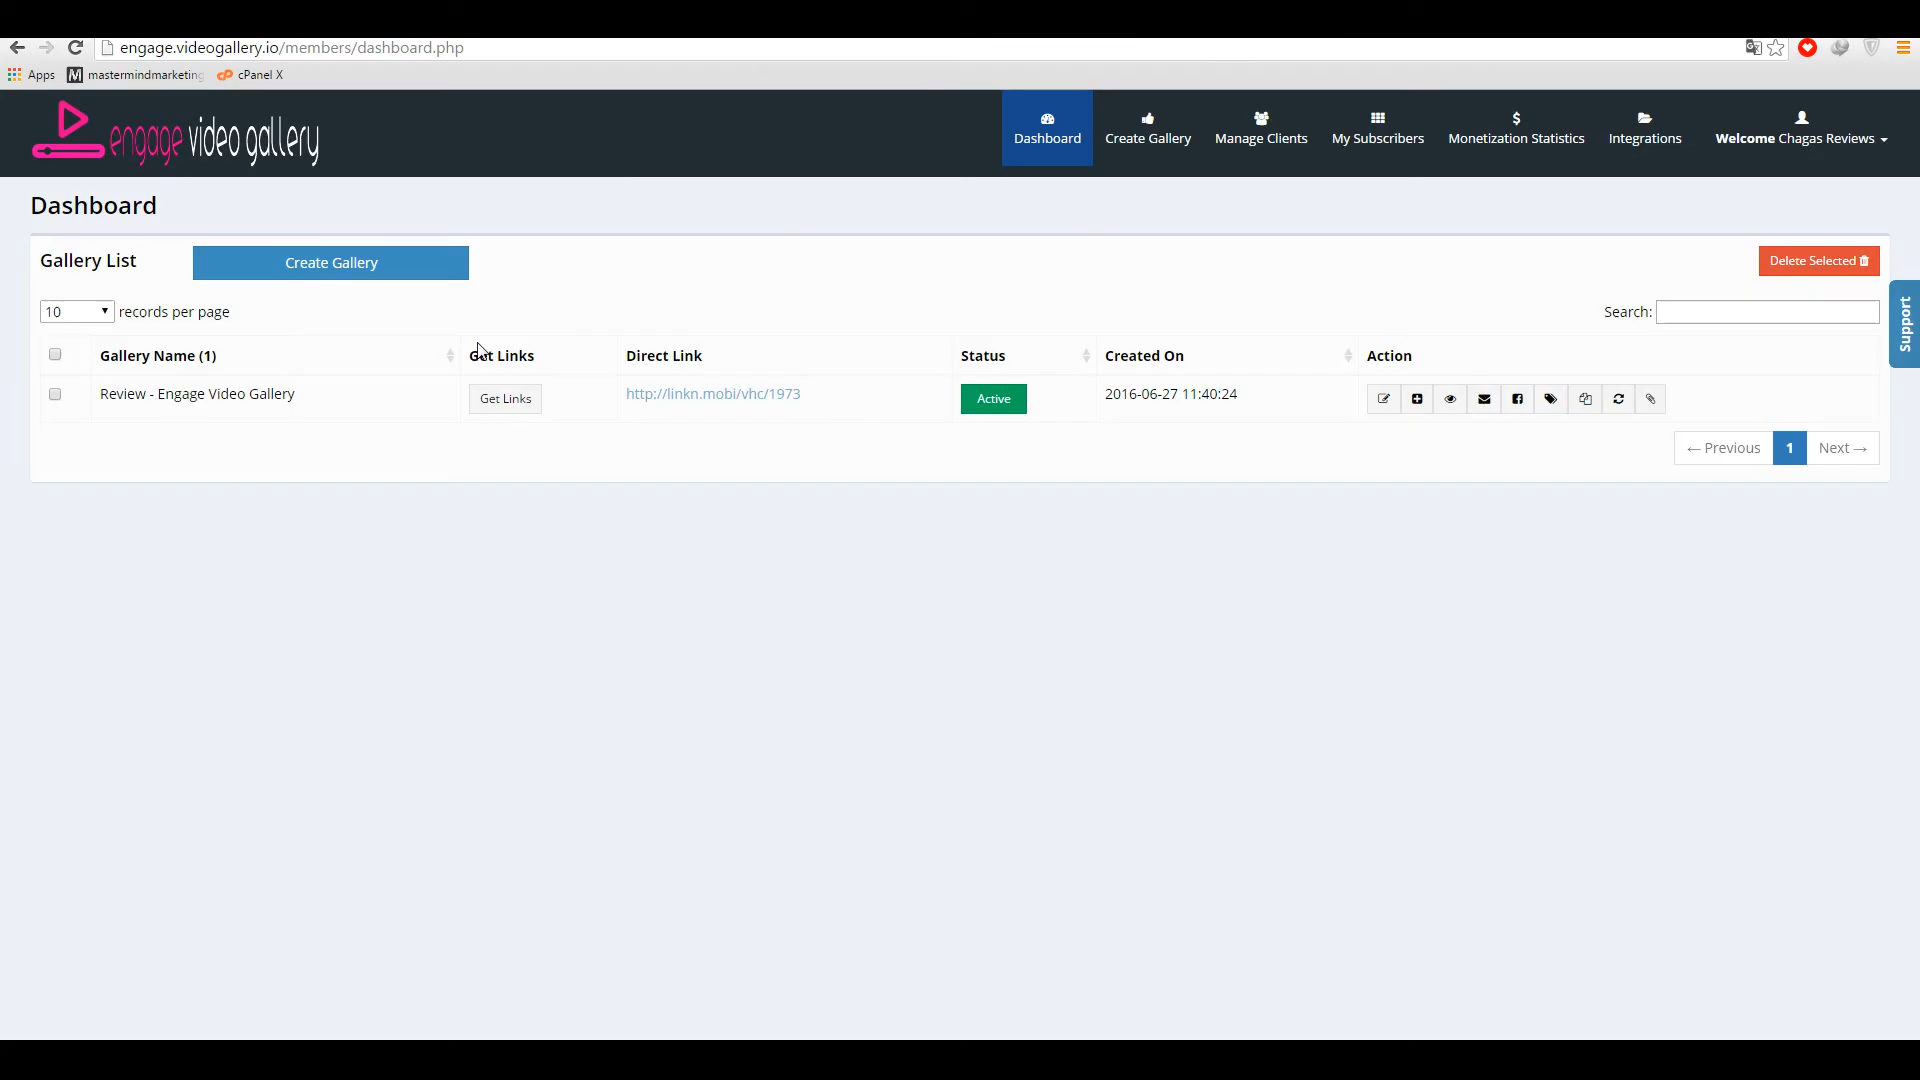 engage.videogallery.io/members/dashboard.php
Apps mastermindmarketing cPanel X
engage video gallery
Dashboard Create Gallery Manage Clients My Subscribers Monetization Statistics Integrations Welcome Chagas Reviews
Dashboard
Gallery List Create Gallery Delete Selected
10 records per page Search:
Support
Gallery Name (1) Get Links Direct Link Status Created On Action
Review - Engage Video Gallery Get Links http://linkn.mobi/vhc/1973 Active 2016-06-27 11:40:24
← Previous 1 Next →